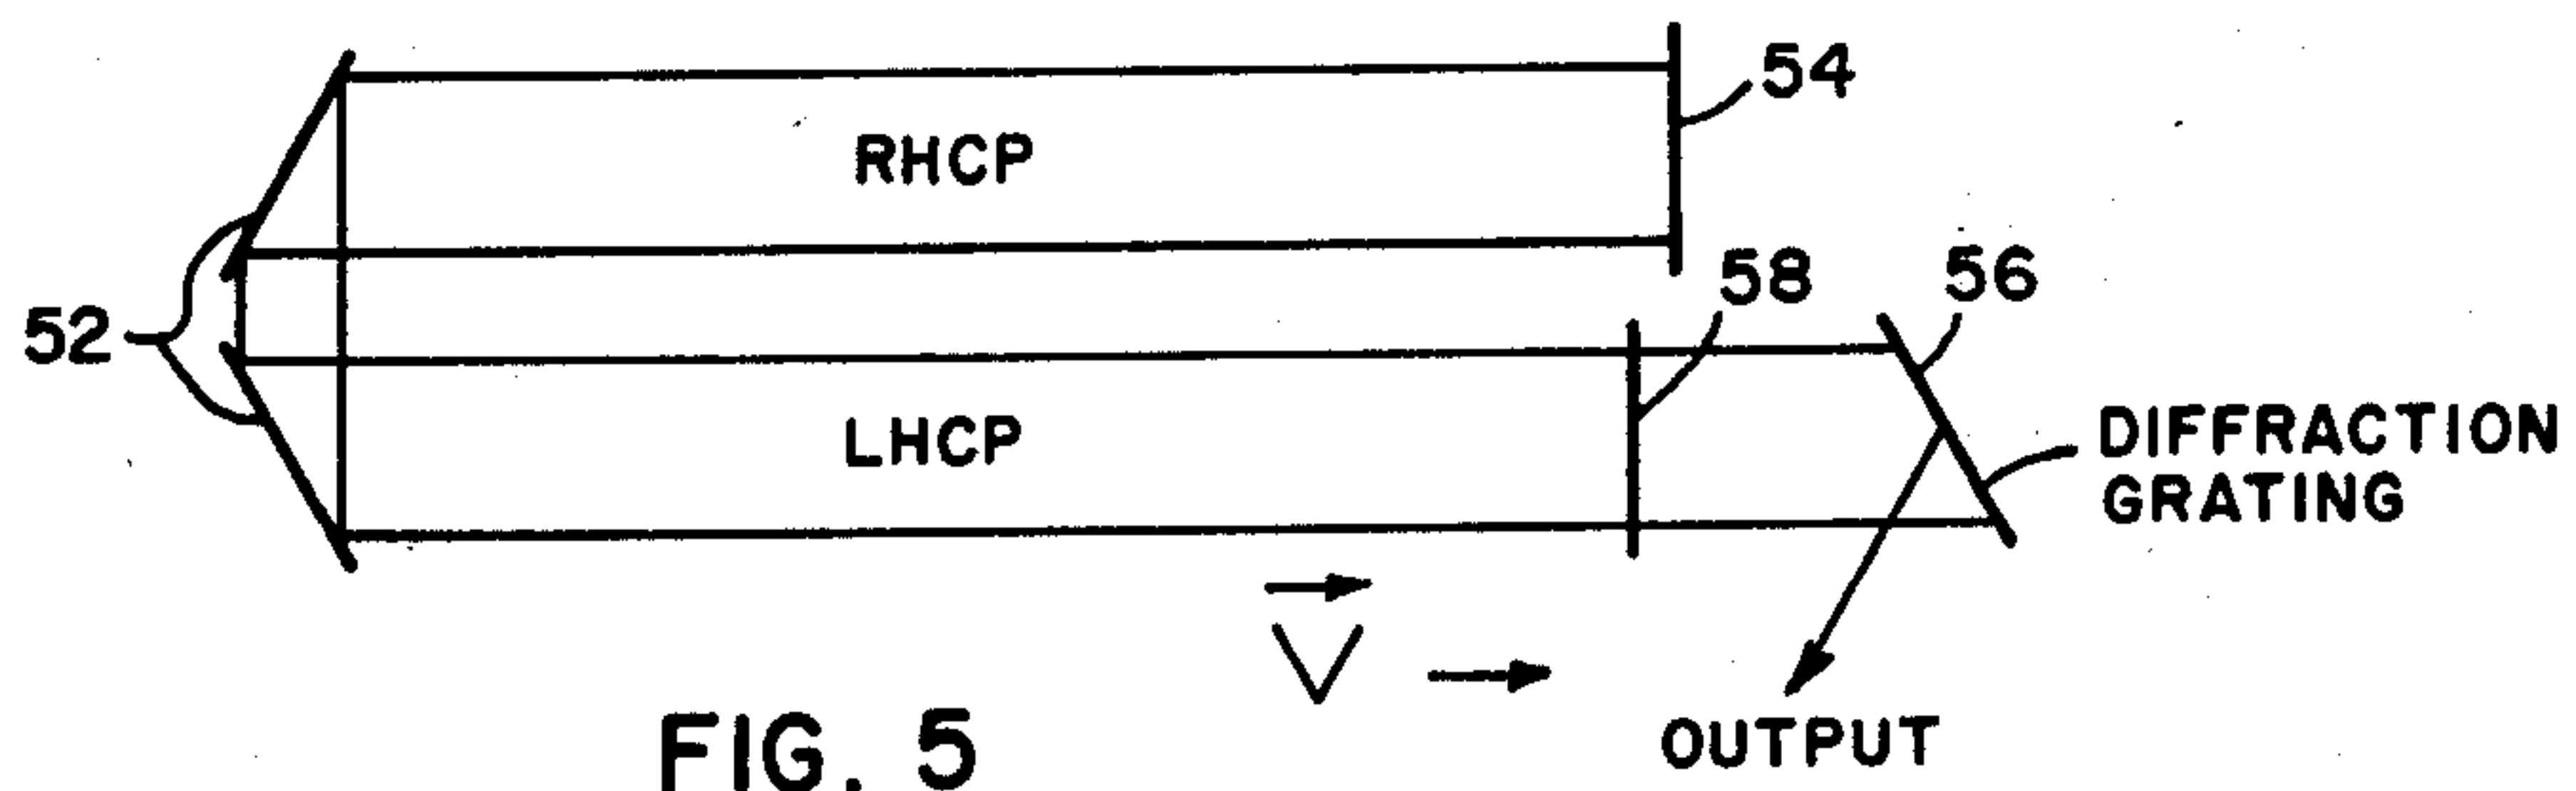 54
RHCP
58
56
52
LHCP
DIFFRACTION
GRATING
V
OUTPUT
FIG. 5